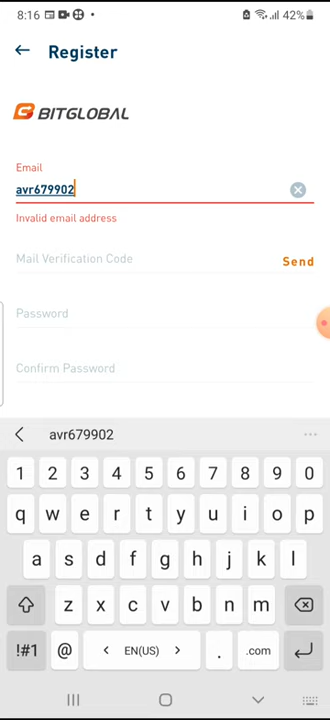 8:16 42%
Register
BITGLOBAL
Email
avr679902
Invalid email address
Mail Verification Code Send
Password
Confirm Password
avr679902
1 2 3 4 5 6 7 8 9 0
q w e r t y u i o p
a s d f g h j k l
z x c v b n m
!#1 @ < EN(US) > . .com